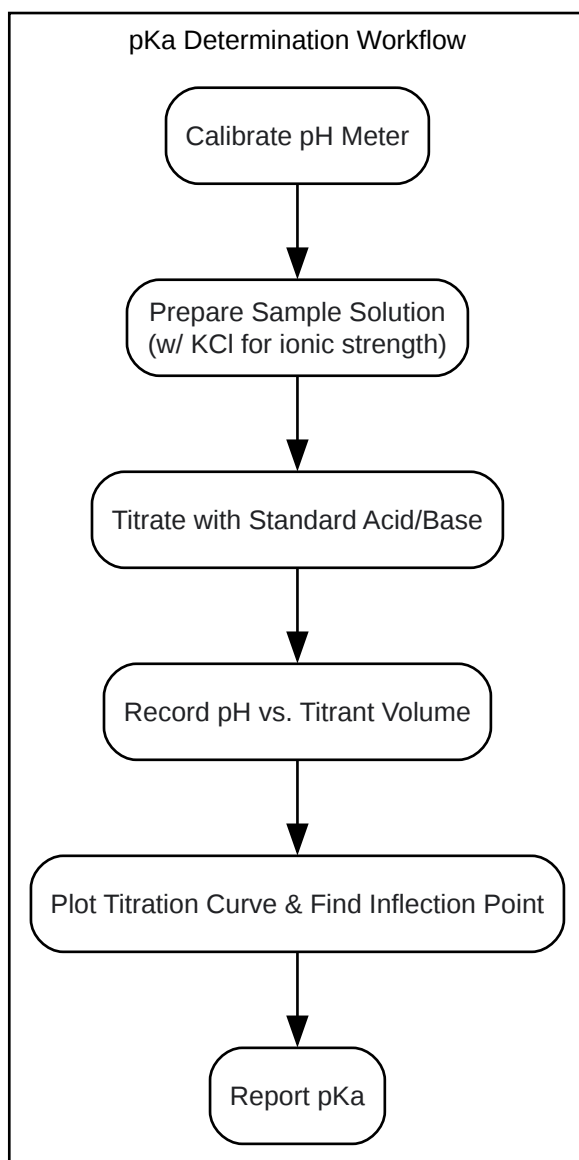 pKa Determination Workflow
Calibrate pH Meter
Prepare Sample Solution
(w/ KCl for ionic strength)
Titrate with Standard Acid/Base
Record pH vs. Titrant Volume
Plot Titration Curve & Find Inflection Point
Report pKa